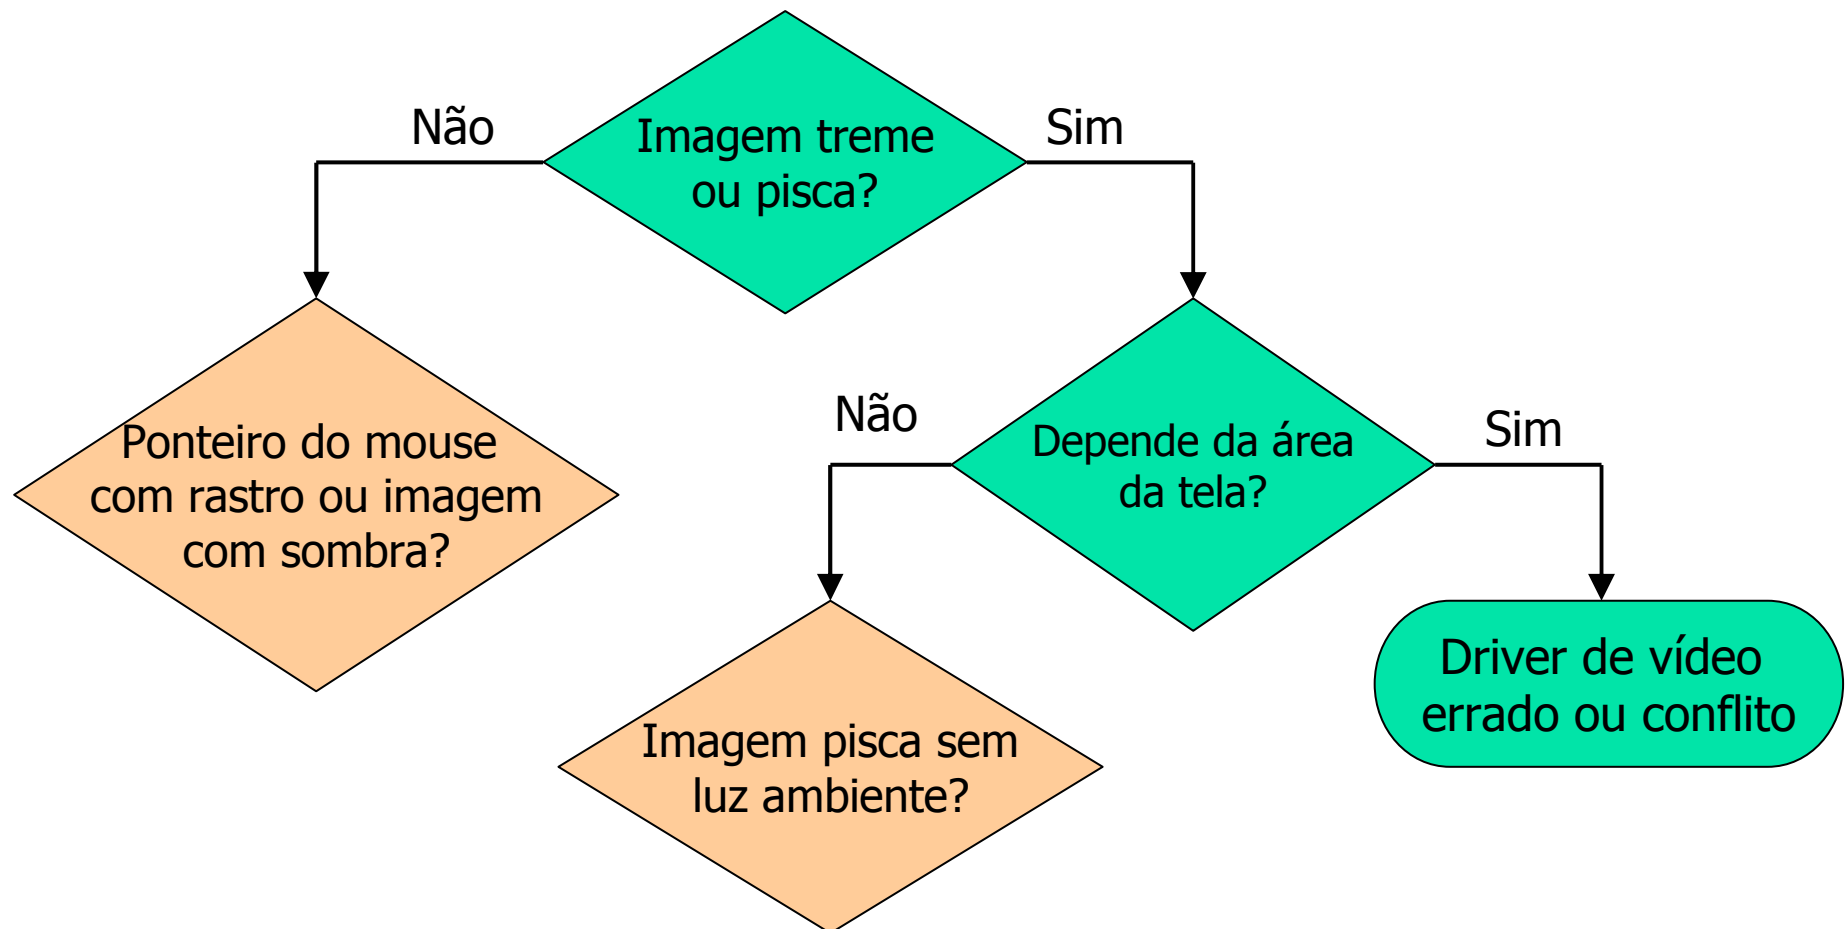 Não
Sim
Imagem treme
ou pisca?
Ponteiro do mouse
com rastro ou imagem
com sombra?
Não
Sim
Depende da área
da tela?
Driver de vídeo
errado ou conflito
Imagem pisca sem
luz ambiente?